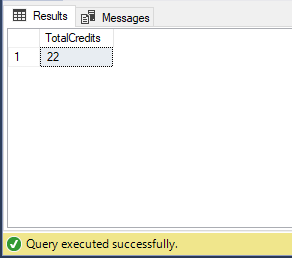 Results Messages
TotalCredits
1 22
Query executed successfully.